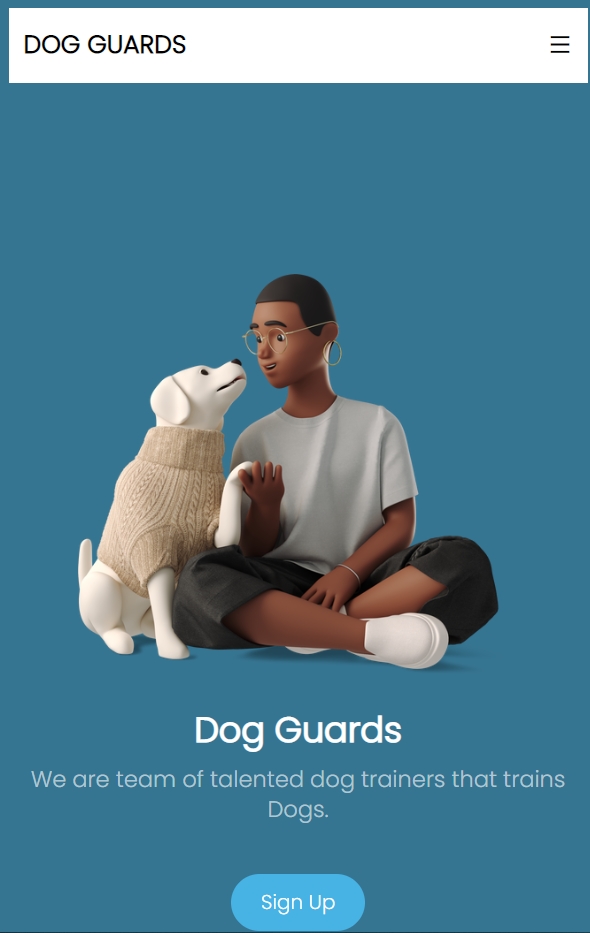 DOG GUARDS
Dog Guards
We are team of talented dog trainers that trains
Dogs.
Sign Up